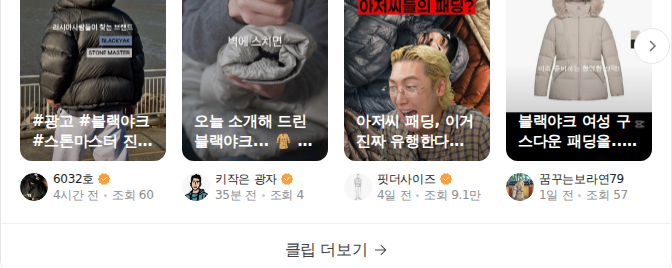 러시아사람들이 찾는 브랜드
BLACKYAK
STONE MASTER
#광고 #블랙야크
#스톤마스터 진...
6032호
4시간 전 · 조회 60
벽에 스치면
오늘 소개해 드린
블랙야크... 🧥 ...
키작은 광자
35분 전 · 조회 4
아저씨들의 패딩?
아저씨 패딩, 이거
진짜 유행한다...
핏더사이즈
4일 전 · 조회 9.1만
블랙야크 여성 구
스다운 패딩을.....
꿈꾸는보라연79
1일 전 · 조회 57
클립 더보기 →